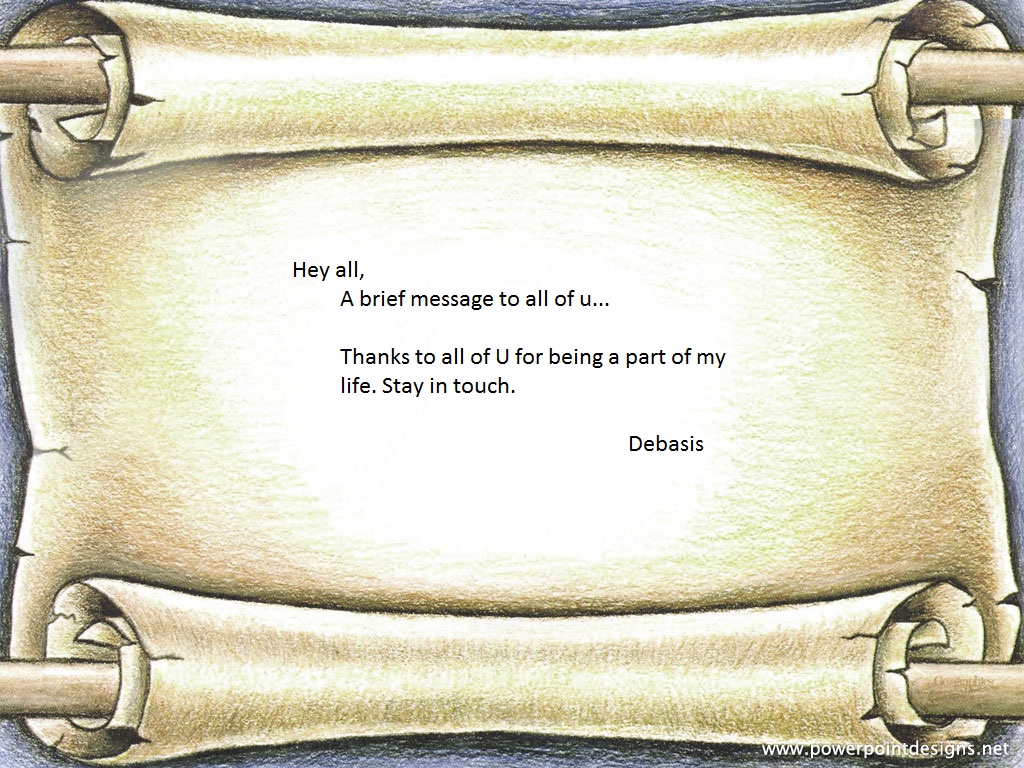 Hey all,
A brief message to all of u...
Thanks to all of U for being a part of my
life. Stay in touch.
Debasis
www.powerpointdesigns.net